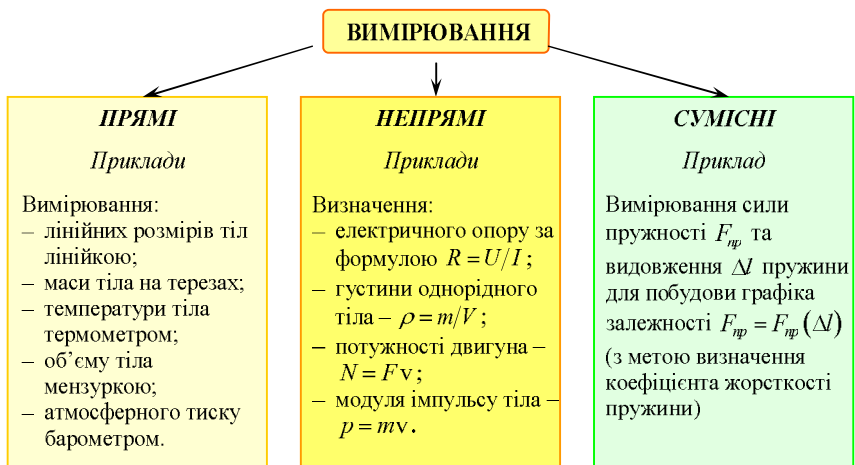 ВИМІРЮВАННЯ
ПРЯМІ
Приклади
Вимірювання:
– лінійних розмірів тіл
лінійкою;
– маси тіла на терезах;
– температури тіла
термометром;
– об’єму тіла
мензуркою;
– атмосферного тиску
барометром.
НЕПРЯМІ
Приклади
Визначення:
– електричного опору за
формулою R = U/I ;
– густини однорідного
тіла – ρ = m/V ;
– потужності двигуна –
N = Fv ;
– модуля імпульсу тіла –
p = mv .
СУМІСНІ
Приклад
Вимірювання сили
пружності Fпр та
видовження Δl пружини
для побудови графіка
залежності Fпр = Fпр(Δl)
(з метою визначення
коефіцієнта жорсткості
пружини)